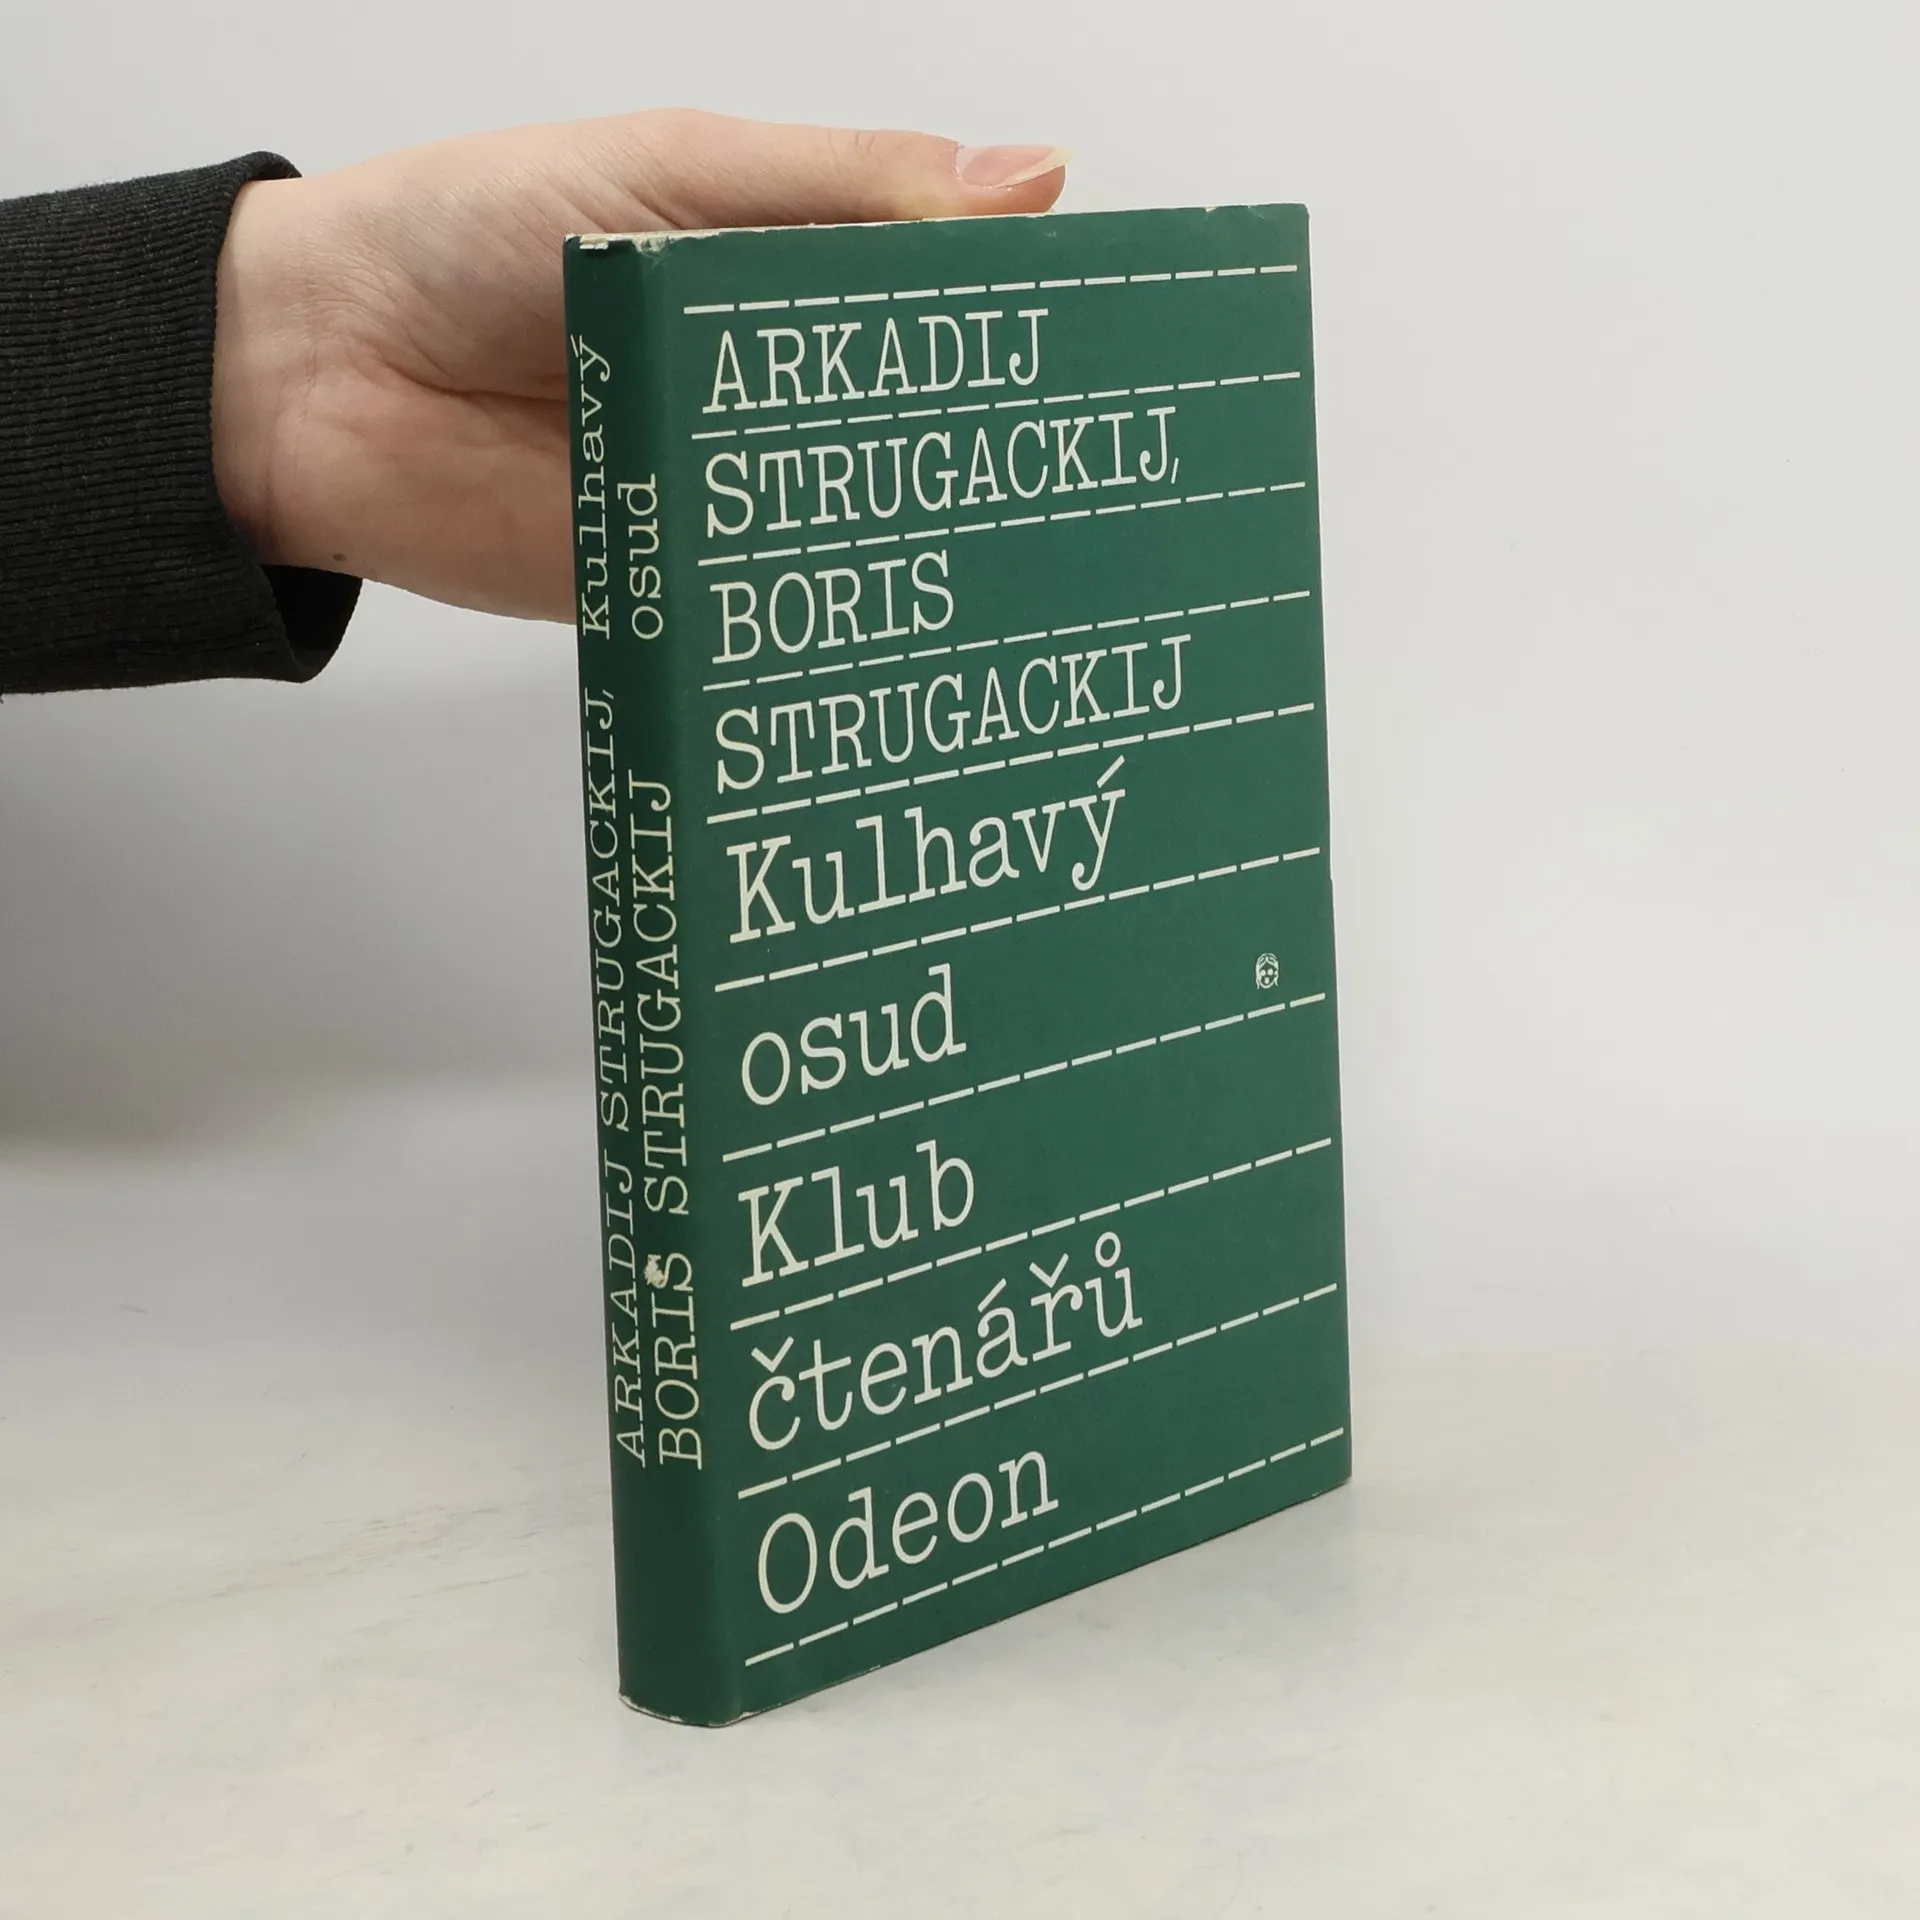 ARKADIJ STRUGACKIJ, Kulhavý
BORIS STRUGACKIJ osud
ARKADIJ
STRUGACKIJ,
BORIS
STRUGACKIJ
Kulhavý
osud
Klub
čtenářů
Odeon